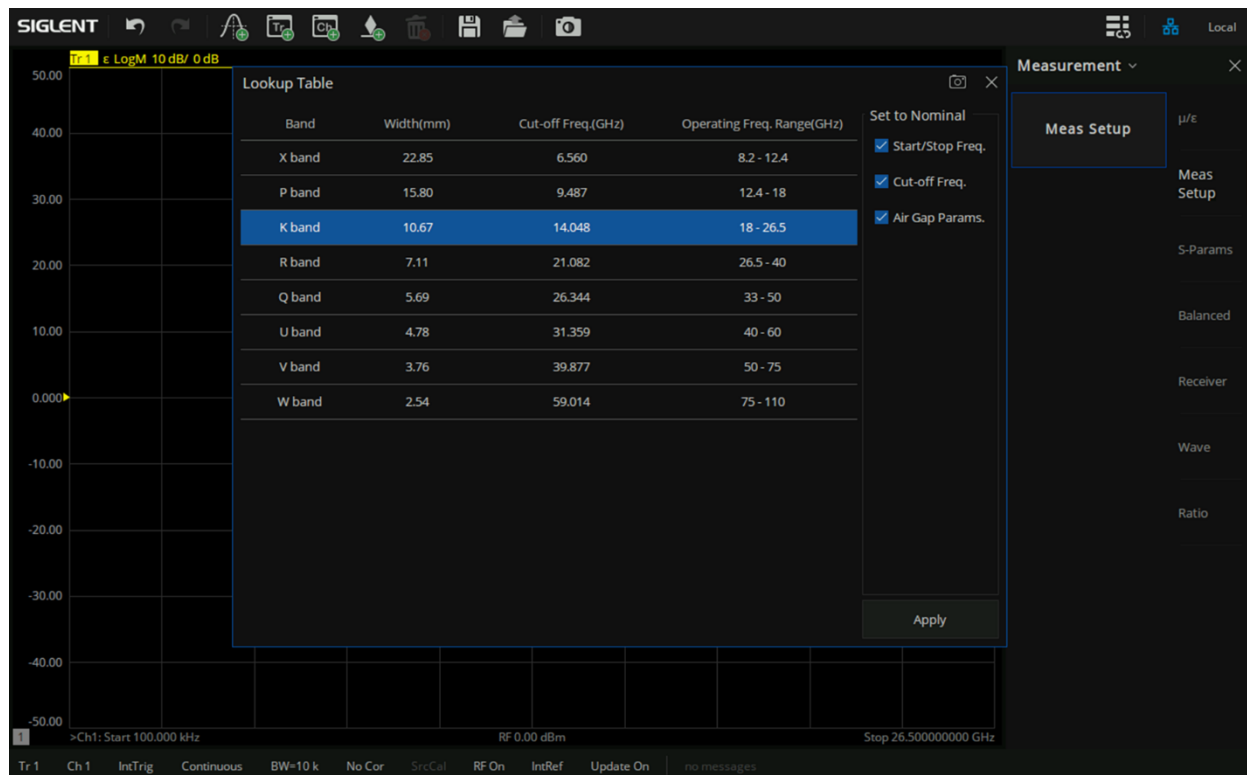 SIGLENT Tr Ch Local
Tr 1 ε LogM 10 dB/ 0 dB
50.00
40.00
30.00
20.00
10.00
0.000
-10.00
-20.00
-30.00
-40.00
-50.00
Lookup Table
Band Width(mm) Cut-off Freq.(GHz) Operating Freq. Range(GHz)
X band 22.85 6.560 8.2 - 12.4
P band 15.80 9.487 12.4 - 18
K band 10.67 14.048 18 - 26.5
R band 7.11 21.082 26.5 - 40
Q band 5.69 26.344 33 - 50
U band 4.78 31.359 40 - 60
V band 3.76 39.877 50 - 75
W band 2.54 59.014 75 - 110
Set to Nominal
Start/Stop Freq.
Cut-off Freq.
Air Gap Params.
Apply
Measurement
Meas Setup
μ/ε
Meas
Setup
S-Params
Balanced
Receiver
Wave
Ratio
1 >Ch1: Start 100.000 kHz RF 0.00 dBm Stop 26.500000000 GHz
Tr 1 Ch 1 IntTrig Continuous BW=10 k No Cor SrcCal RF On IntRef Update On no messages